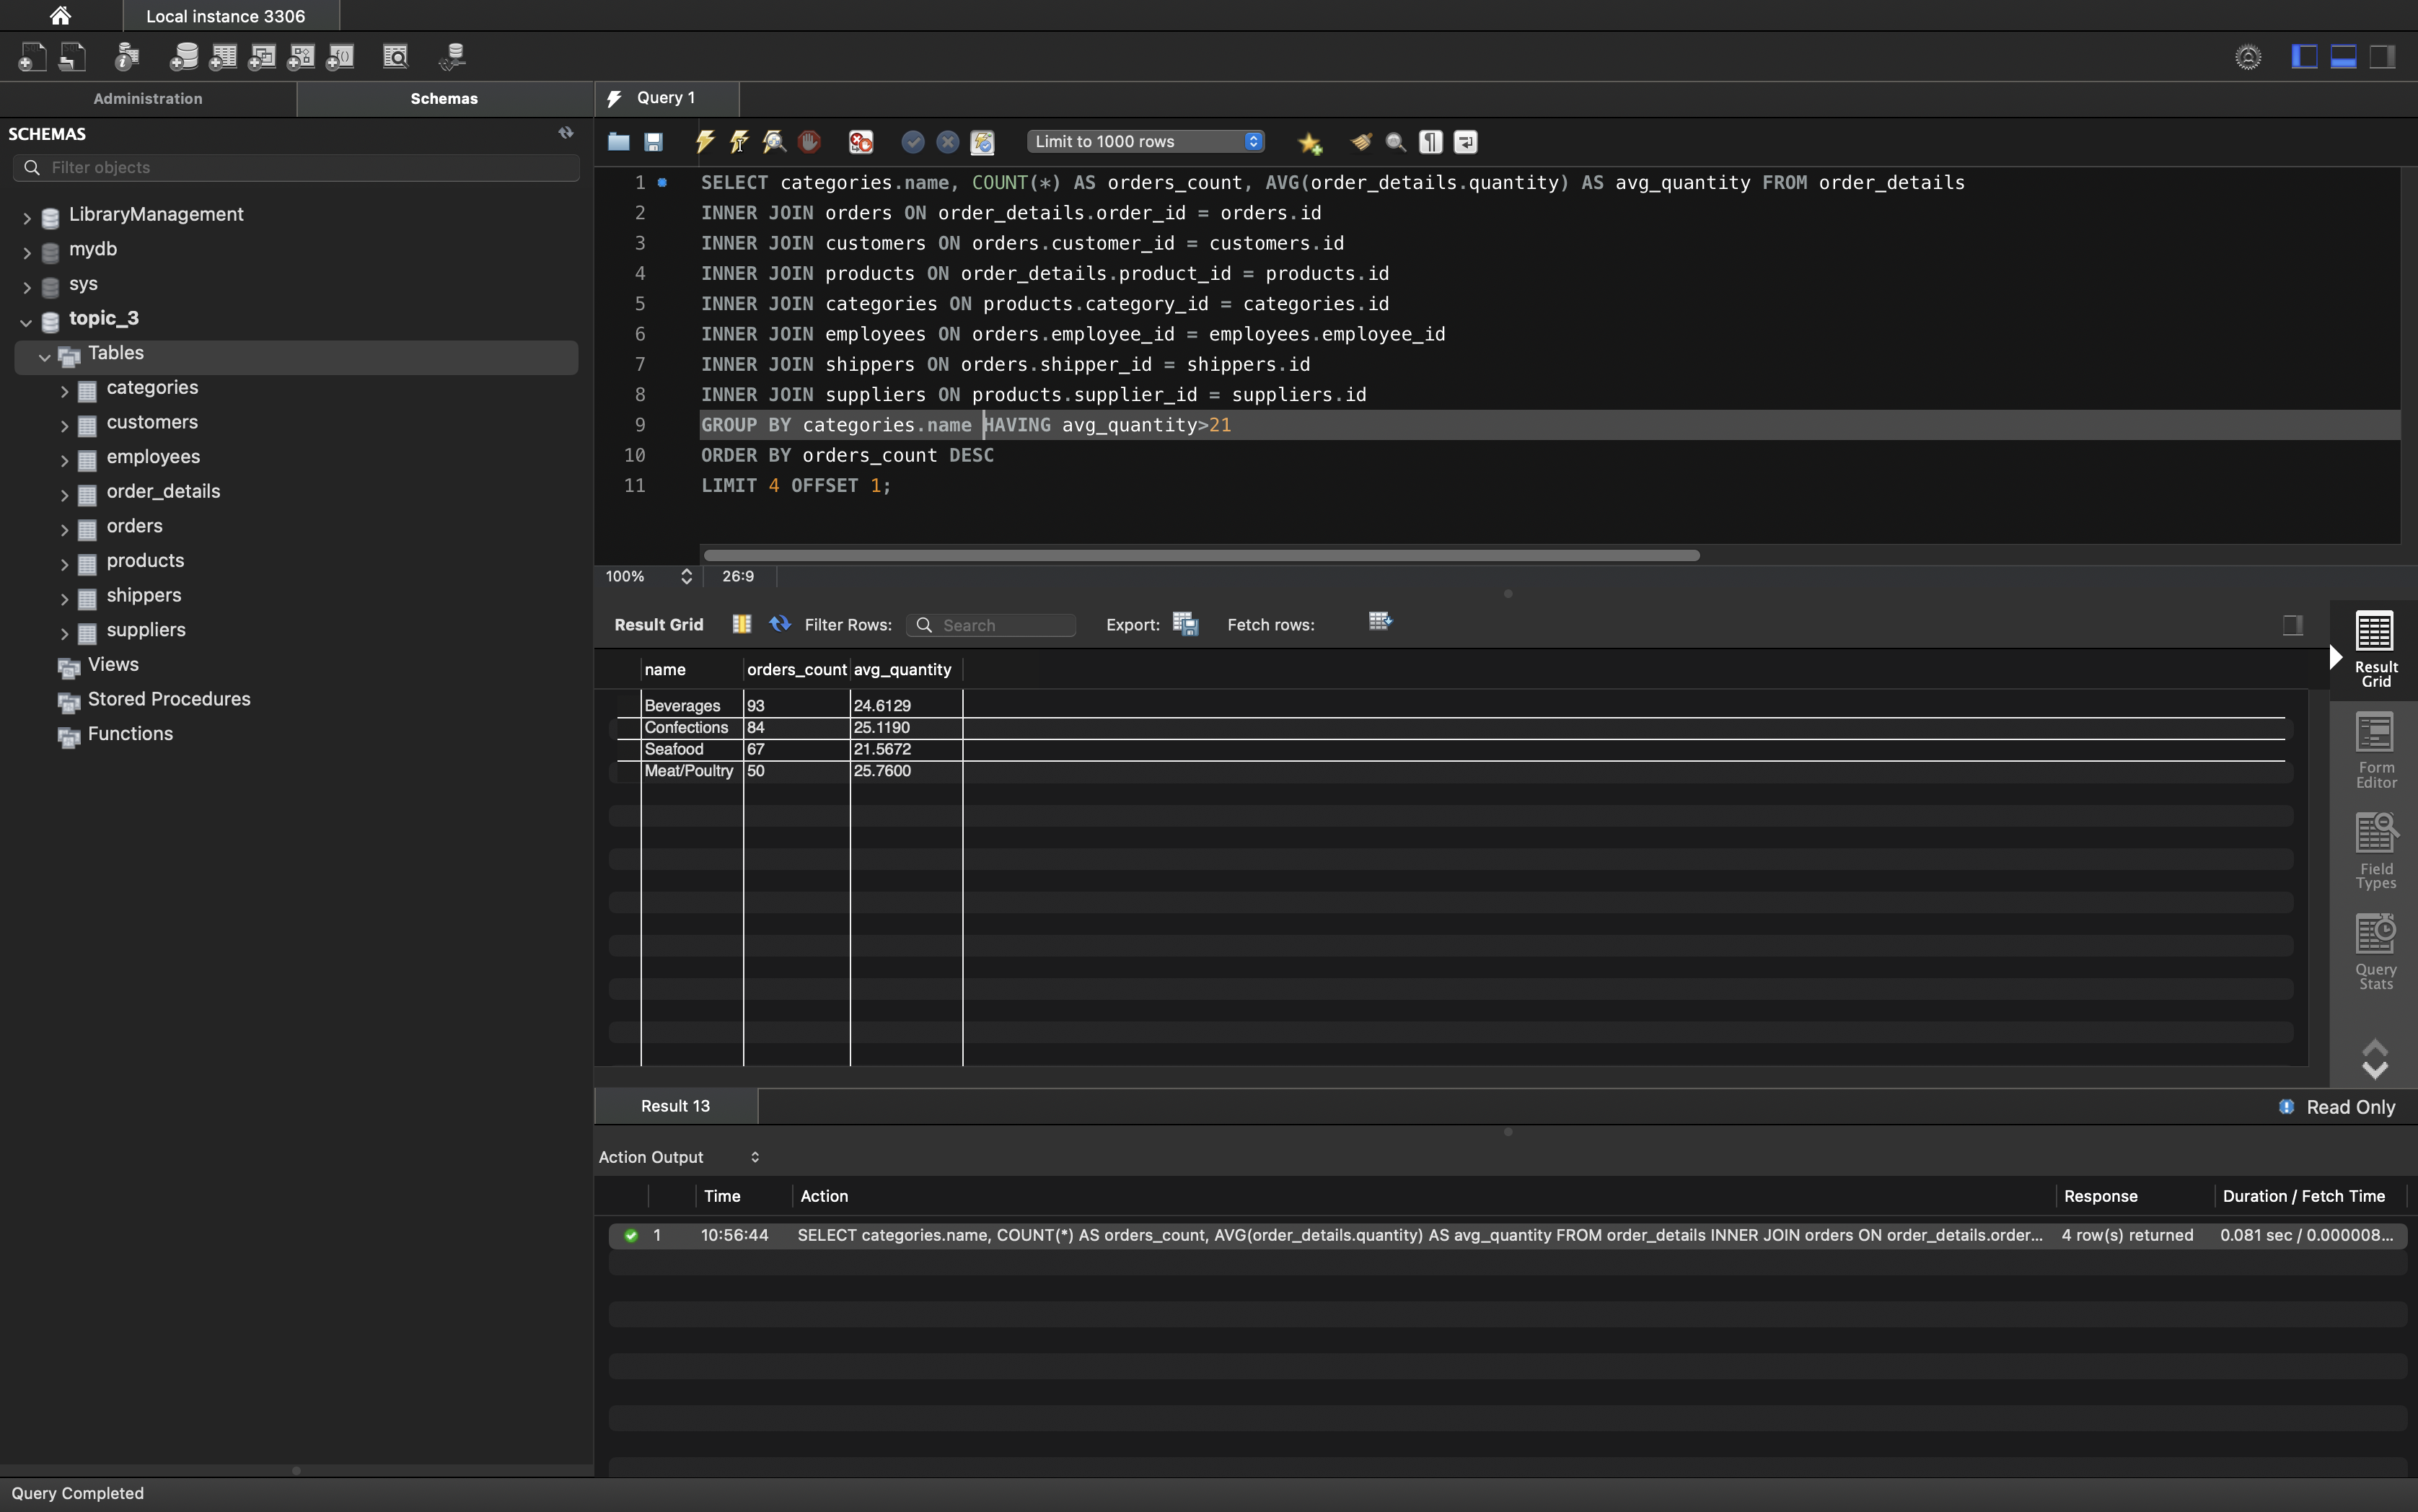 Local instance 3306
Administration
Schemas
Query 1
SCHEMAS
Filter objects
LibraryManagement
mydb
sys
topic_3
Tables
categories
customers
employees
order_details
orders
products
shippers
suppliers
Views
Stored Procedures
Functions
Limit to 1000 rows
1 SELECT categories.name, COUNT(*) AS orders_count, AVG(order_details.quantity) AS avg_quantity FROM order_details
2 INNER JOIN orders ON order_details.order_id = orders.id
3 INNER JOIN customers ON orders.customer_id = customers.id
4 INNER JOIN products ON order_details.product_id = products.id
5 INNER JOIN categories ON products.category_id = categories.id
6 INNER JOIN employees ON orders.employee_id = employees.employee_id
7 INNER JOIN shippers ON orders.shipper_id = shippers.id
8 INNER JOIN suppliers ON products.supplier_id = suppliers.id
9 GROUP BY categories.name HAVING avg_quantity>21
10 ORDER BY orders_count DESC
11 LIMIT 4 OFFSET 1;
100% 26:9
Result Grid Filter Rows: Search Export: Fetch rows:
name orders_count avg_quantity
Beverages 93 24.6129
Confections 84 25.1190
Seafood 67 21.5672
Meat/Poultry 50 25.7600
Result
Grid
Form
Editor
Field
Types
Query
Stats
Result 13
Read Only
Action Output
Time Action Response Duration / Fetch Time
1 10:56:44 SELECT categories.name, COUNT(*) AS orders_count, AVG(order_details.quantity) AS avg_quantity FROM order_details INNER JOIN orders ON order_details.order... 4 row(s) returned 0.081 sec / 0.000008...
Query Completed